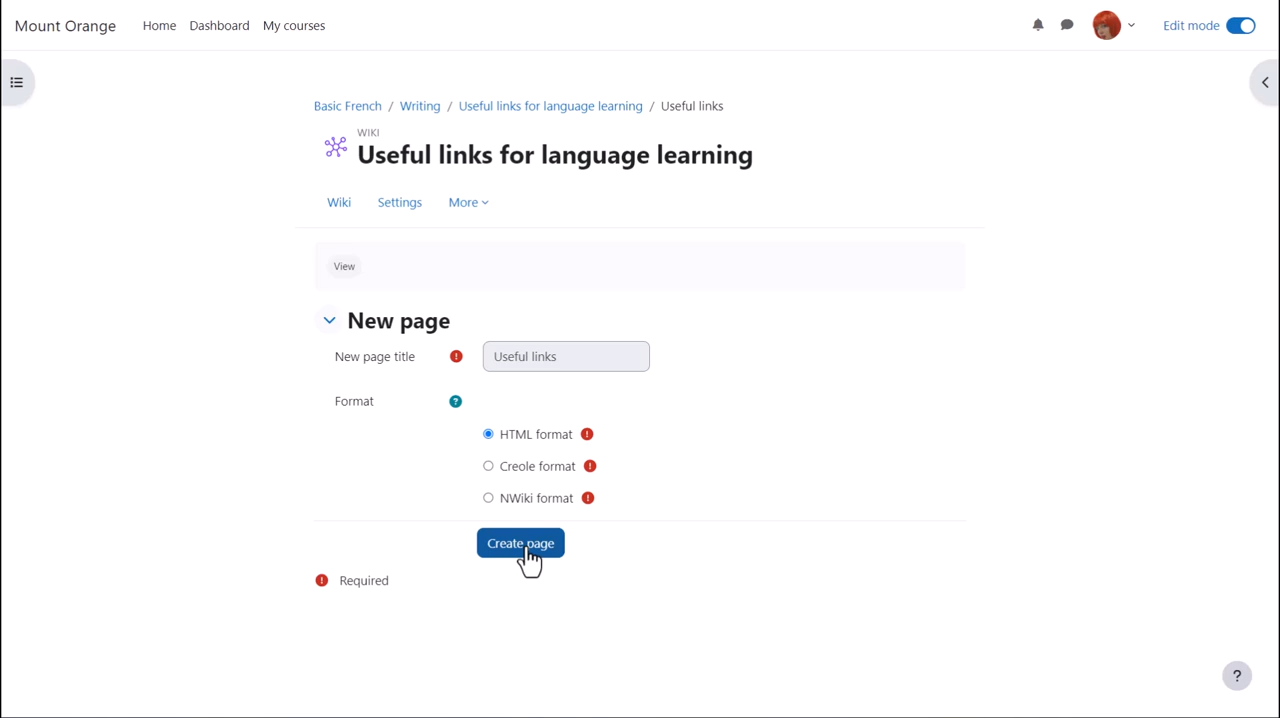 Mount Orange Home Dashboard My courses Edit mode
Basic French / Writing / Useful links for language learning / Useful links
WIKI
Useful links for language learning
Wiki Settings More
View
New page
New page title ! Useful links
Format ?
HTML format !
Creole format !
NWiki format !
Create page
! Required
?